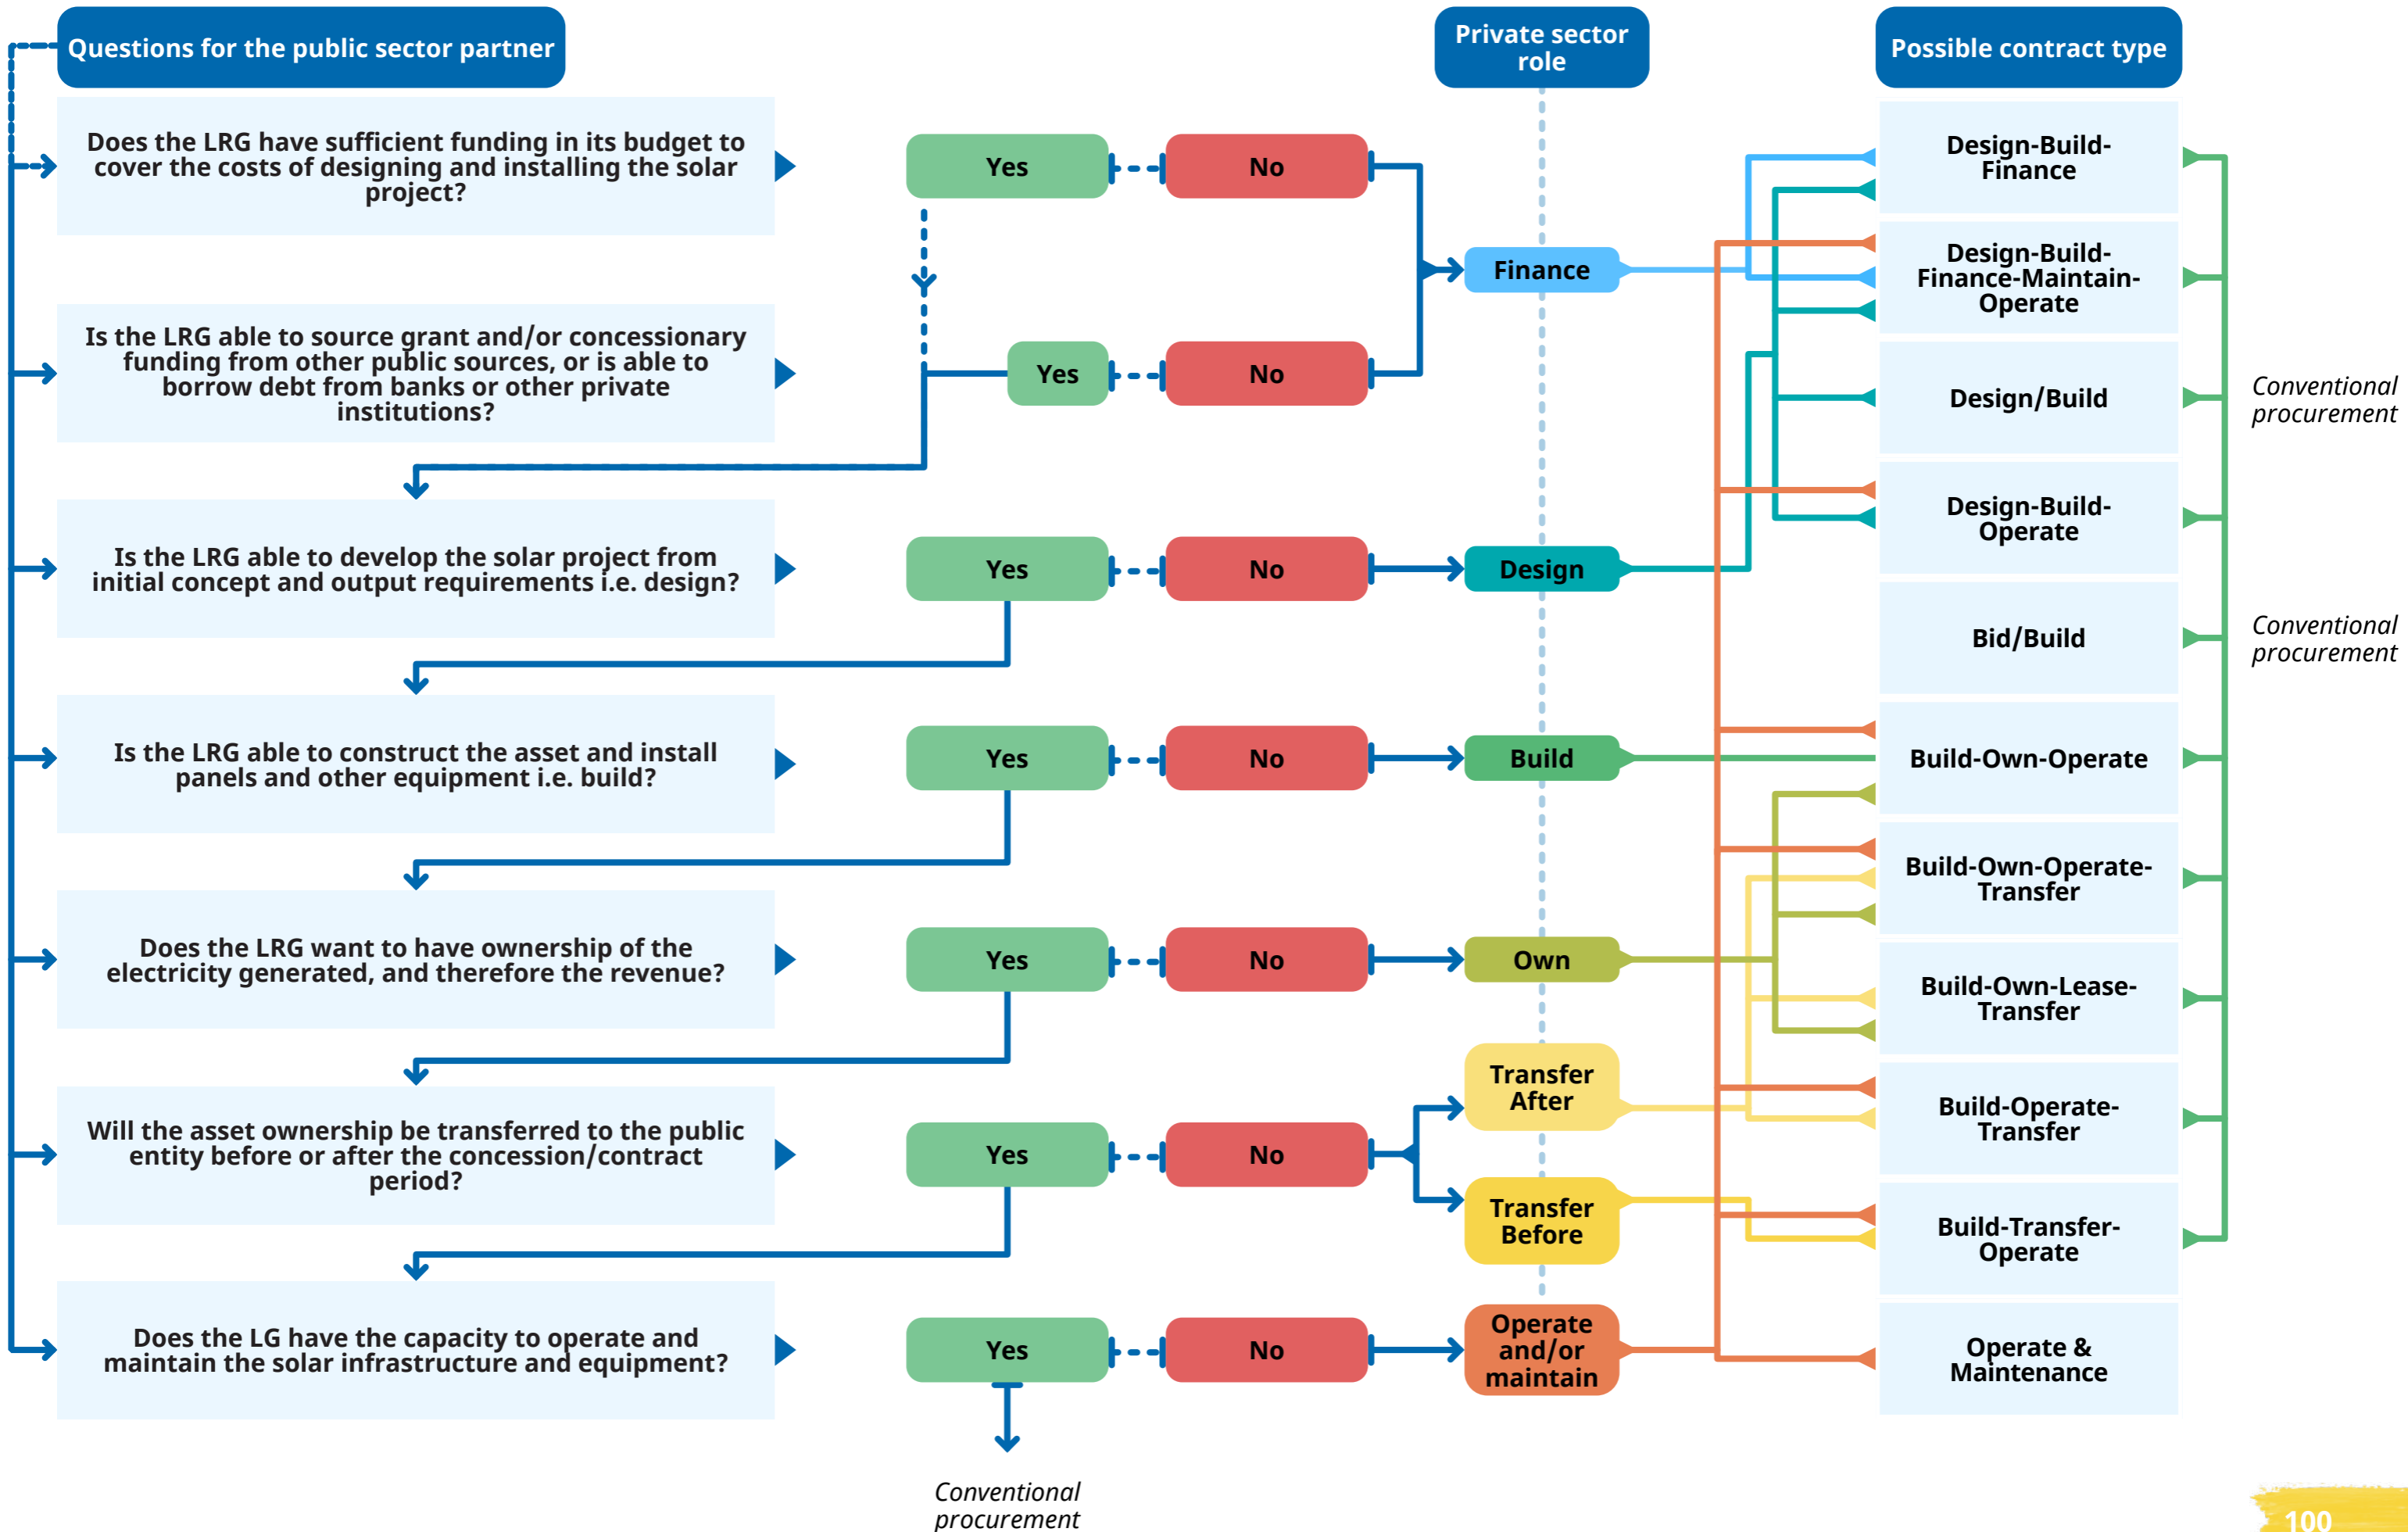 Questions for the public sector partner
Private sector
role
Possible contract type
Does the LRG have sufficient funding in its budget to
cover the costs of designing and installing the solar
project?
Yes
No
Is the LRG able to source grant and/or concessionary
funding from other public sources, or is able to
borrow debt from banks or other private
institutions?
Yes
No
Finance
Is the LRG able to develop the solar project from
initial concept and output requirements i.e. design?
Yes
No
Design
Is the LRG able to construct the asset and install
panels and other equipment i.e. build?
Yes
No
Build
Does the LRG want to have ownership of the
electricity generated, and therefore the revenue?
Yes
No
Own
Will the asset ownership be transferred to the public
entity before or after the concession/contract
period?
Yes
No
Transfer
After
Transfer
Before
Does the LG have the capacity to operate and
maintain the solar infrastructure and equipment?
Yes
No
Operate
and/or
maintain
Conventional
procurement
Design-Build-
Finance
Design-Build-
Finance-Maintain-
Operate
Design/Build
Conventional
procurement
Design-Build-
Operate
Bid/Build
Conventional
procurement
Build-Own-Operate
Build-Own-Operate-
Transfer
Build-Own-Lease-
Transfer
Build-Operate-
Transfer
Build-Transfer-
Operate
Operate &
Maintenance
100